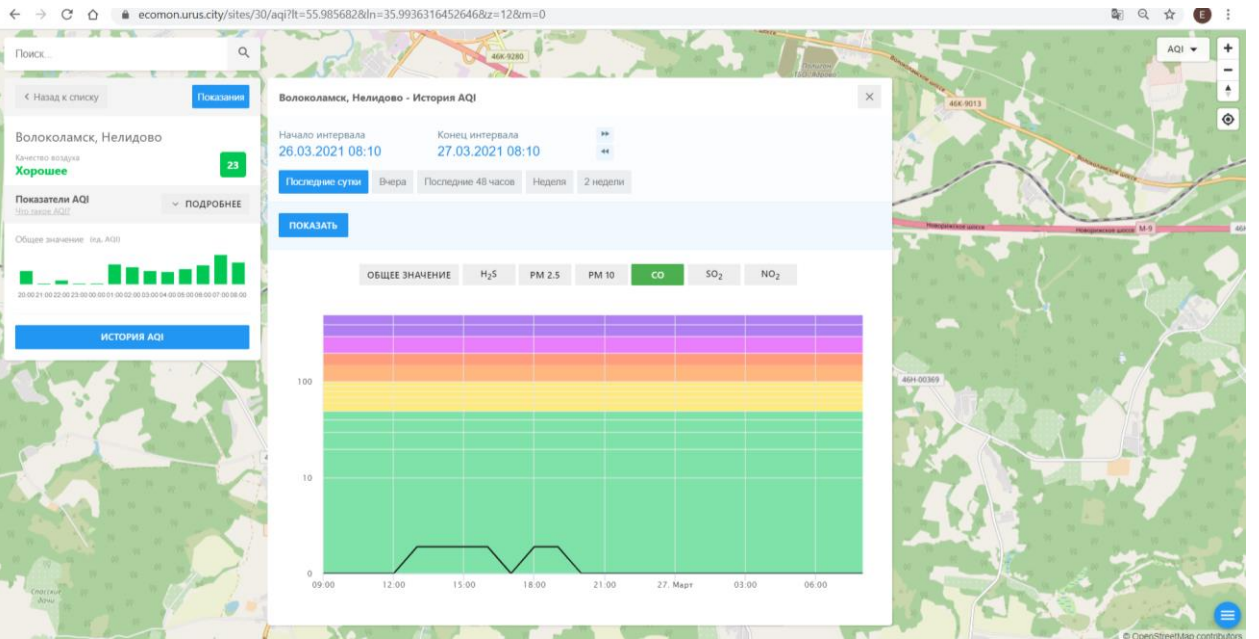 ecomon.urus.city/sites/30/aqi?lt=55.985682&ln=35.99363164526468&z=12&m=0
E
Поиск...
46К-9280
AQI
46К-9013
Волоколамское шоссе
Новорижское шоссе
Новорижское шоссе M-9
46Н-00369
< Назад к списку
Показания
Волоколамск, Нелидово
Качество воздуха
Хорошее
23
Показатели AQI
Что такое AQI?
ПОДРОБНЕЕ
Общее значение (ед. AQI)
20:00 21:00 22:00 23:00 00:00 01:00 02:00 03:00 04:00 05:00 06:00 07:00 08:00
ИСТОРИЯ AQI
Волоколамск, Нелидово - История AQI
Начало интервала
Конец интервала
26.03.2021 08:10
27.03.2021 08:10
Последние сутки
Вчера
Последние 48 часов
Неделя
2 недели
ПОКАЗАТЬ
ОБЩЕЕ ЗНАЧЕНИЕ
H₂S
PM 2.5
PM 10
CO
SO₂
NO₂
100
10
0
09:00 12:00 15:00 18:00 21:00 27. Март 03:00 06:00
© OpenStreetMap contributors